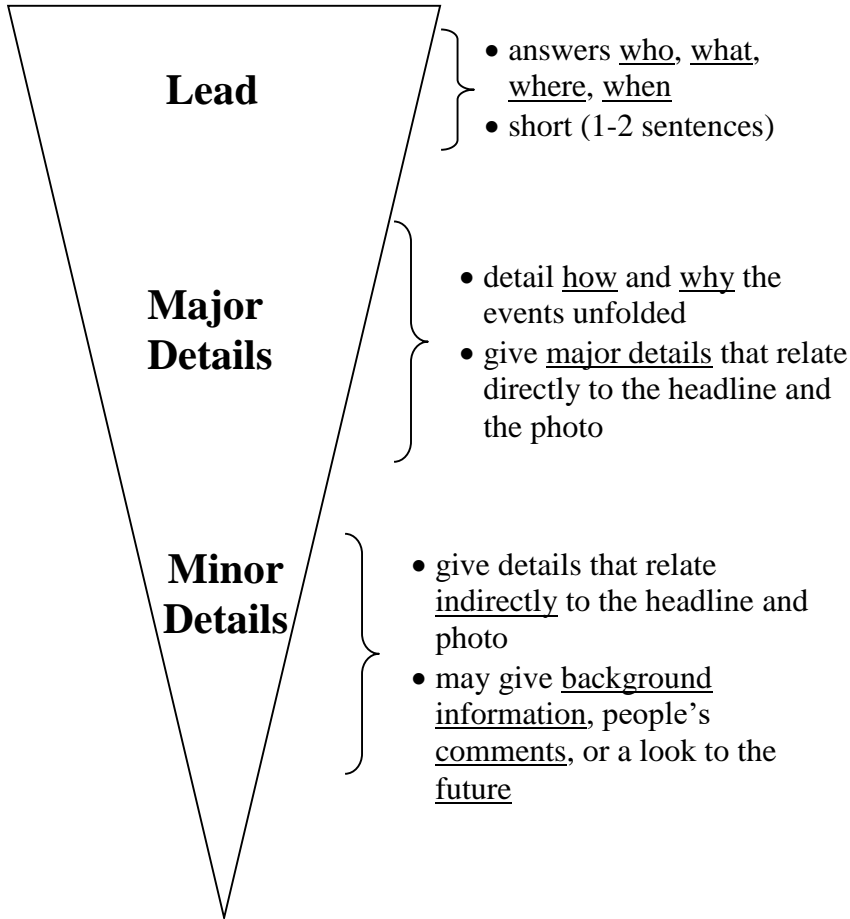 Lead
• answers who, what,
where, when
• short (1-2 sentences)
Major
Details
• detail how and why the
events unfolded
• give major details that relate
directly to the headline and
the photo
Minor
Details
• give details that relate
indirectly to the headline and
photo
• may give background
information, people’s
comments, or a look to the
future